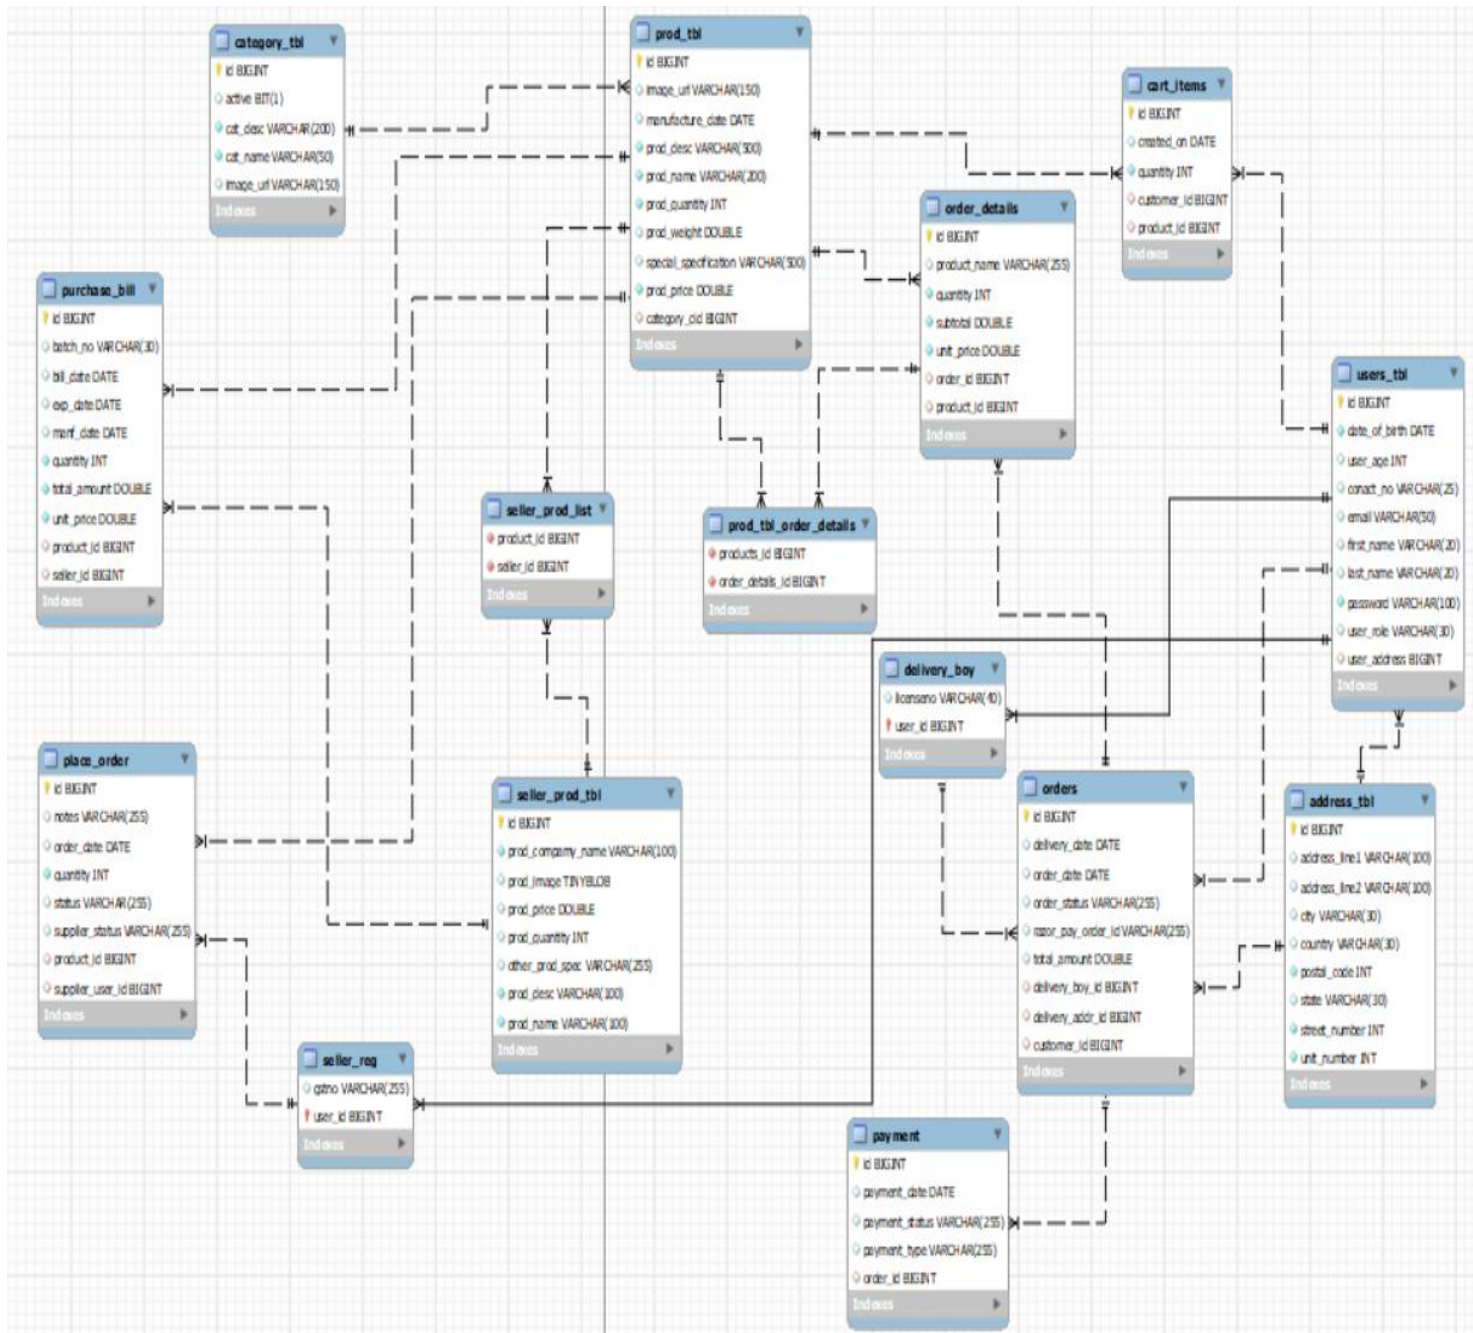 category_tbl
id BIGINT
active BIT(1)
cat_desc VARCHAR(200)
cat_name VARCHAR(50)
image_url VARCHAR(150)
Indexes
prod_tbl
id BIGINT
image_url VARCHAR(150)
manufacture_date DATE
prod_desc VARCHAR(500)
prod_name VARCHAR(200)
prod_quantity INT
prod_weight DOUBLE
special_specification VARCHAR(500)
prod_price DOUBLE
category_cid BIGINT
Indexes
cart_items
id BIGINT
created_on DATE
quantity INT
customer_id BIGINT
product_id BIGINT
Indexes
order_details
id BIGINT
product_name VARCHAR(255)
quantity INT
subtotal DOUBLE
unit_price DOUBLE
order_id BIGINT
product_id BIGINT
Indexes
purchase_bill
id BIGINT
batch_no VARCHAR(30)
bill_date DATE
exp_date DATE
manf_date DATE
quantity INT
total_amount DOUBLE
unit_price DOUBLE
product_id BIGINT
seller_id BIGINT
Indexes
users_tbl
id BIGINT
date_of_birth DATE
user_age INT
conact_no VARCHAR(25)
email VARCHAR(50)
first_name VARCHAR(20)
last_name VARCHAR(20)
password VARCHAR(100)
user_role VARCHAR(30)
user_address BIGINT
Indexes
seller_prod_list
product_id BIGINT
seller_id BIGINT
Indexes
prod_tbl_order_details
products_id BIGINT
order_details_id BIGINT
Indexes
delivery_boy
licenseno VARCHAR(40)
user_id BIGINT
Indexes
place_order
id BIGINT
notes VARCHAR(255)
order_date DATE
quantity INT
status VARCHAR(255)
supplier_status VARCHAR(255)
product_id BIGINT
supplier_user_id BIGINT
Indexes
seller_prod_tbl
id BIGINT
prod_company_name VARCHAR(100)
prod_image TINYBLOB
prod_price DOUBLE
prod_quantity INT
other_prod_spec VARCHAR(255)
prod_desc VARCHAR(100)
prod_name VARCHAR(100)
Indexes
orders
id BIGINT
delivery_date DATE
order_date DATE
order_status VARCHAR(255)
razor_pay_order_id VARCHAR(255)
total_amount DOUBLE
delivery_boy_id BIGINT
delivery_addr_id BIGINT
customer_id BIGINT
Indexes
address_tbl
id BIGINT
address_line1 VARCHAR(100)
address_line2 VARCHAR(100)
city VARCHAR(30)
country VARCHAR(30)
postal_code INT
state VARCHAR(30)
street_number INT
unit_number INT
Indexes
seller_reg
gstno VARCHAR(255)
user_id BIGINT
Indexes
payment
id BIGINT
payment_date DATE
payment_status VARCHAR(255)
payment_type VARCHAR(255)
order_id BIGINT
Indexes